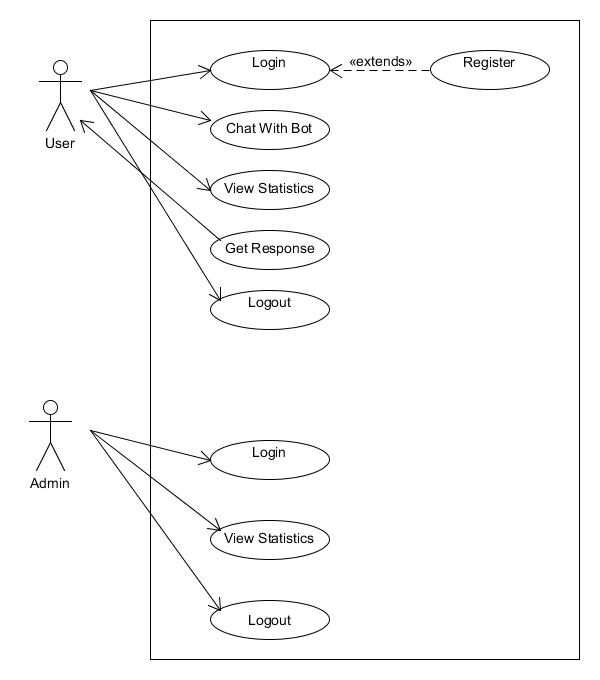 Login
«extends»
Register
User
Chat With Bot
View Statistics
Get Response
Logout
Admin
Login
View Statistics
Logout